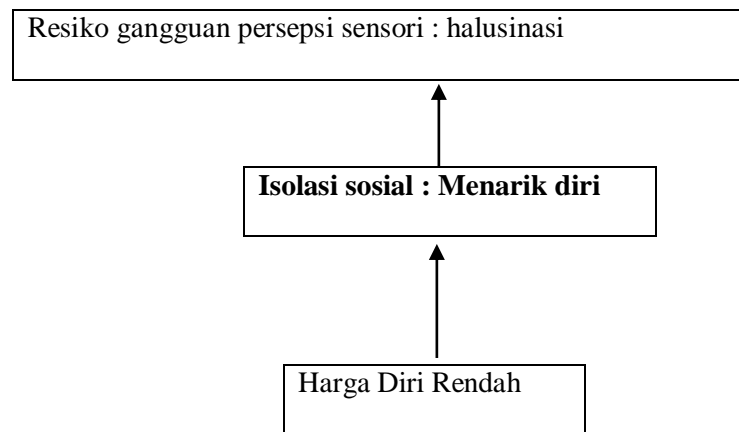 Resiko gangguan persepsi sensori : halusinasi
Isolasi sosial : Menarik diri
Harga Diri Rendah